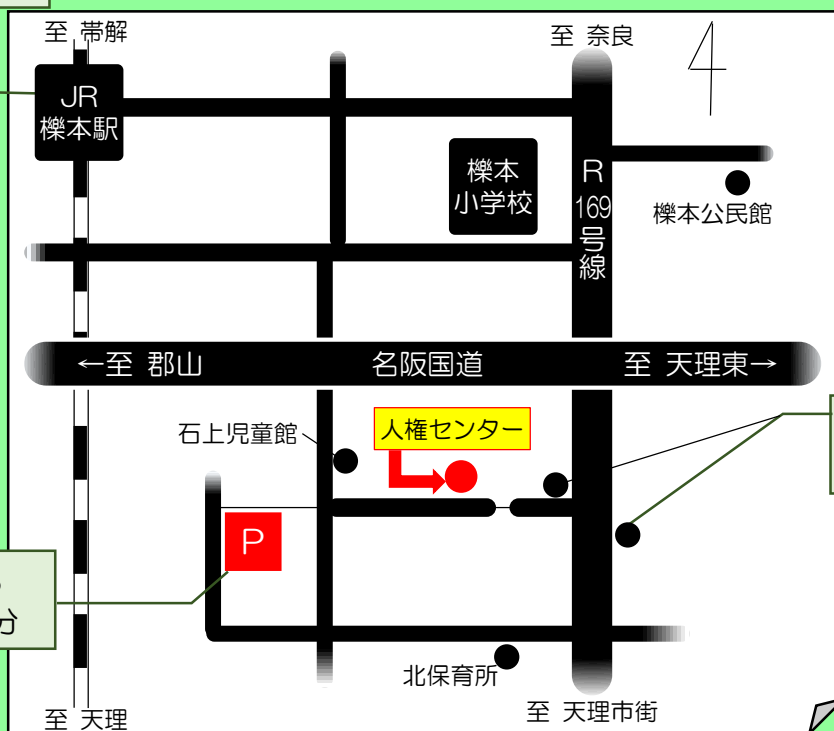 至 帯解
至 奈良
JR
櫟本駅
櫟本
小学校
R
169
号
線
櫟本公民館
←至 郡山
名阪国道
至 天理東→
石上児童館
人権センター
P
分
北保育所
至 天理
至 天理市街